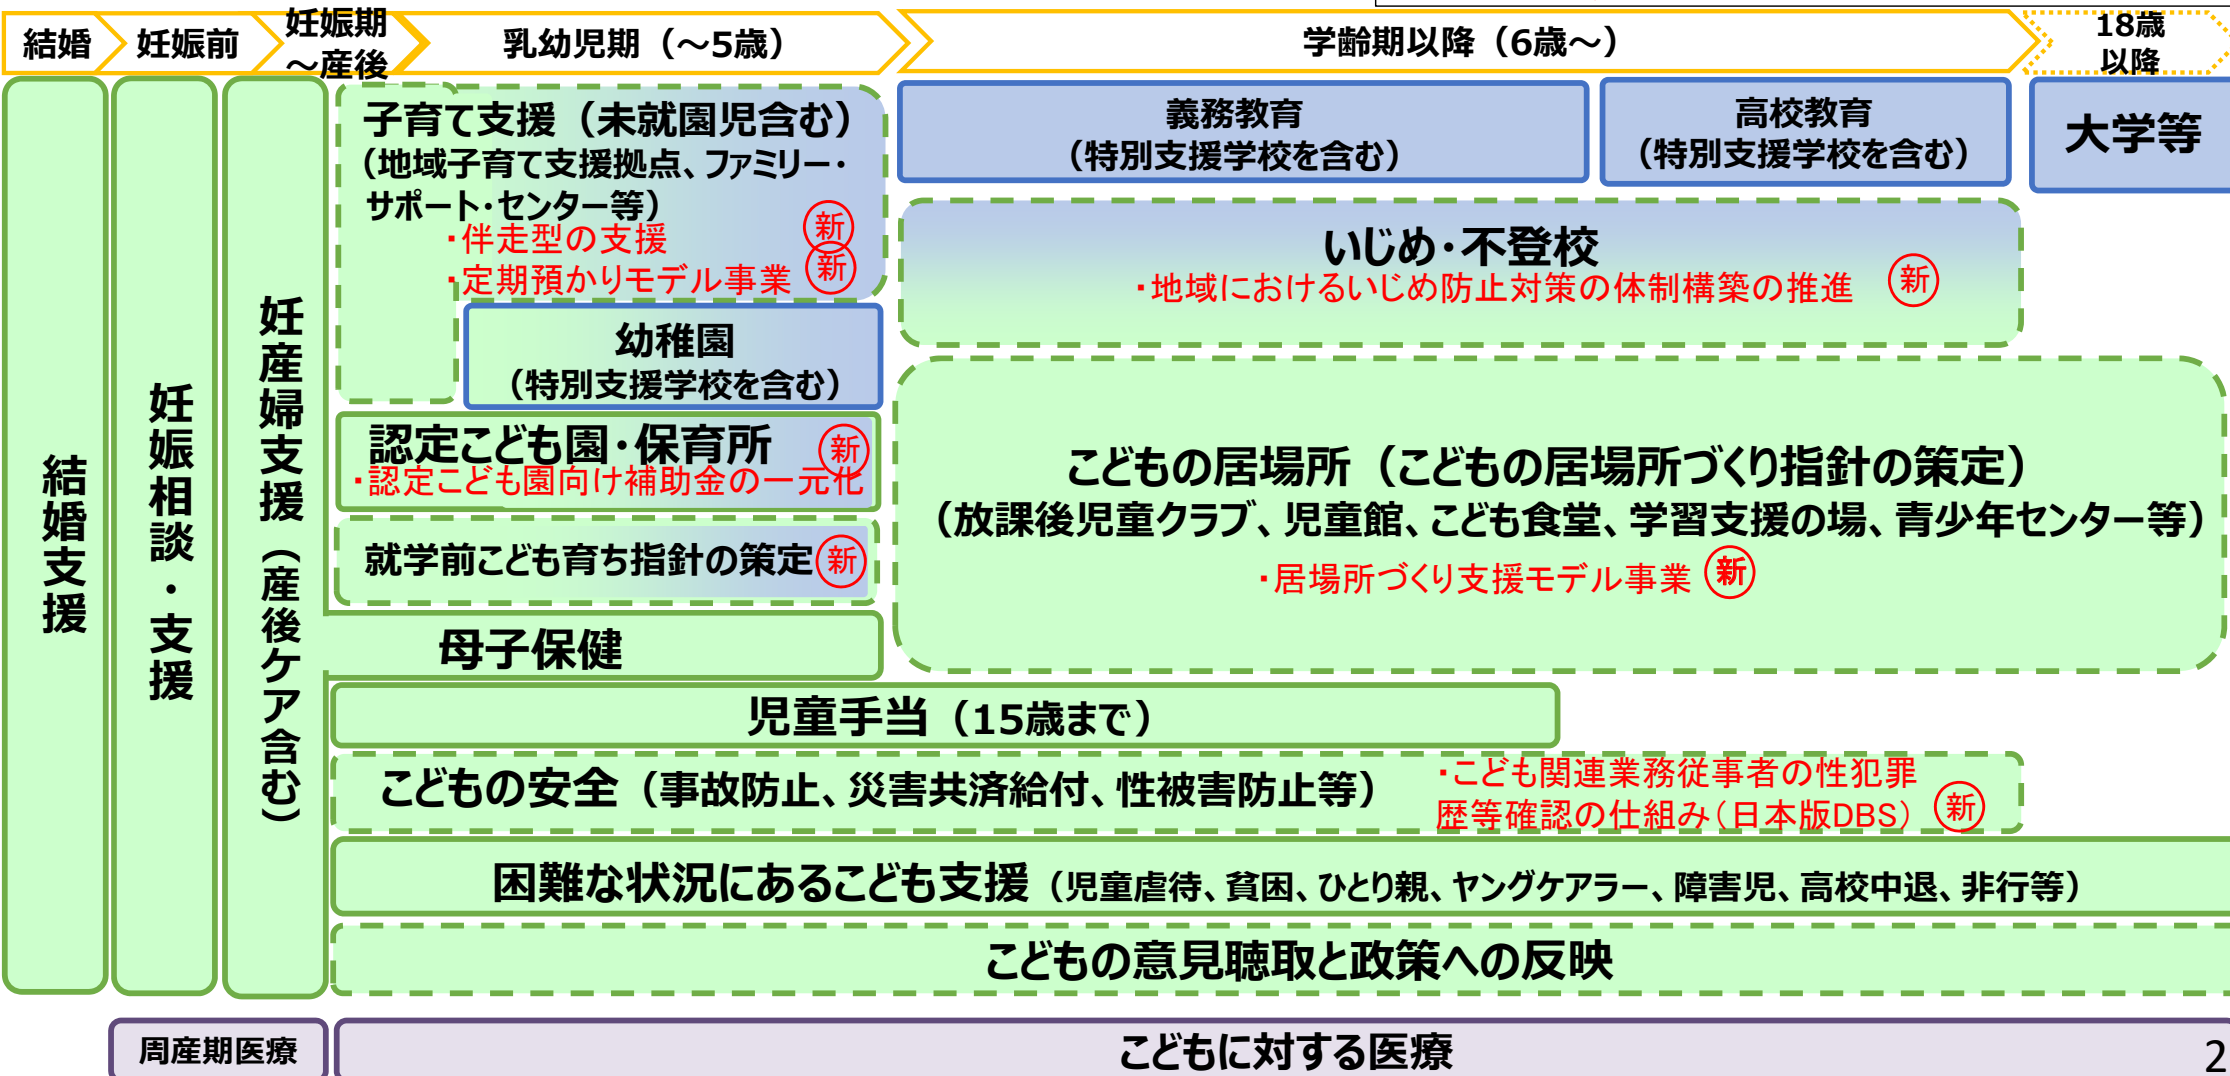 結婚
妊娠前
妊娠期
～産後
乳幼児期（～5歳）
学齢期以降（6歳～）
18歳
以降
結婚支援
妊娠相談・支援
妊産婦支援（産後ケア含む）
子育て支援（未就園児含む）
（地域子育て支援拠点、ファミリー・
サポート・センター等）
・伴走型の支援 新
・定期預かりモデル事業 新
幼稚園
（特別支援学校を含む）
認定こども園・保育所 新
・認定こども園向け補助金の一元化
就学前こども育ち指針の策定 新
母子保健
義務教育
（特別支援学校を含む）
高校教育
（特別支援学校を含む）
大学等
いじめ・不登校
・地域におけるいじめ防止対策の体制構築の推進 新
こどもの居場所（こどもの居場所づくり指針の策定）
（放課後児童クラブ、児童館、こども食堂、学習支援の場、青少年センター等）
・居場所づくり支援モデル事業 新
児童手当（15歳まで）
こどもの安全（事故防止、災害共済給付、性被害防止等）
・こども関連業務従事者の性犯罪
歴等確認の仕組み（日本版DBS） 新
困難な状況にあるこども支援（児童虐待、貧困、ひとり親、ヤングケアラー、障害児、高校中退、非行等）
こどもの意見聴取と政策への反映
周産期医療
こどもに対する医療
2